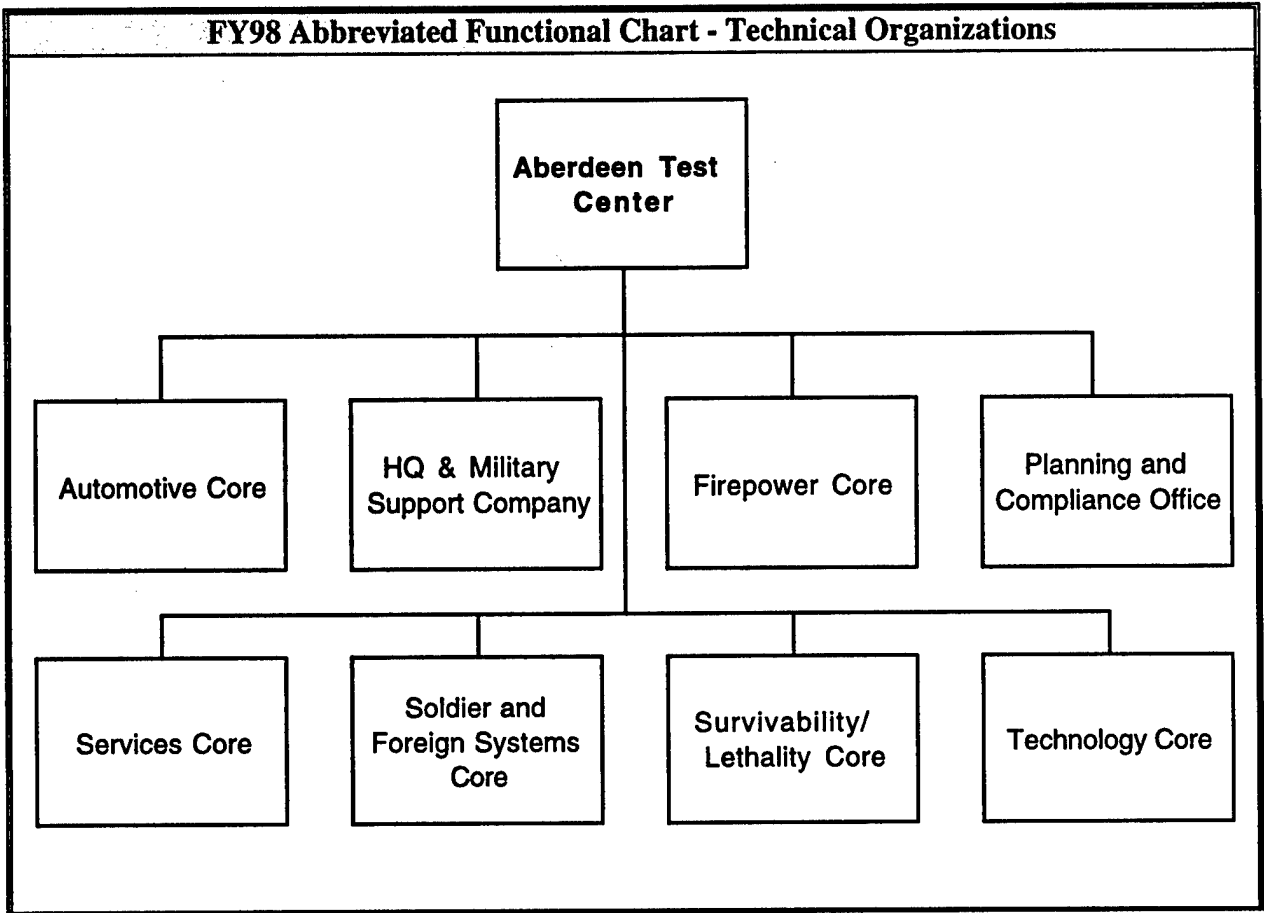 FY98 Abbreviated Functional Chart - Technical Organizations
Aberdeen Test
Center
Automotive Core
HQ & Military
Support Company
Firepower Core
Planning and
Compliance Office
Services Core
Soldier and
Foreign Systems
Core
Survivability/
Lethality Core
Technology Core